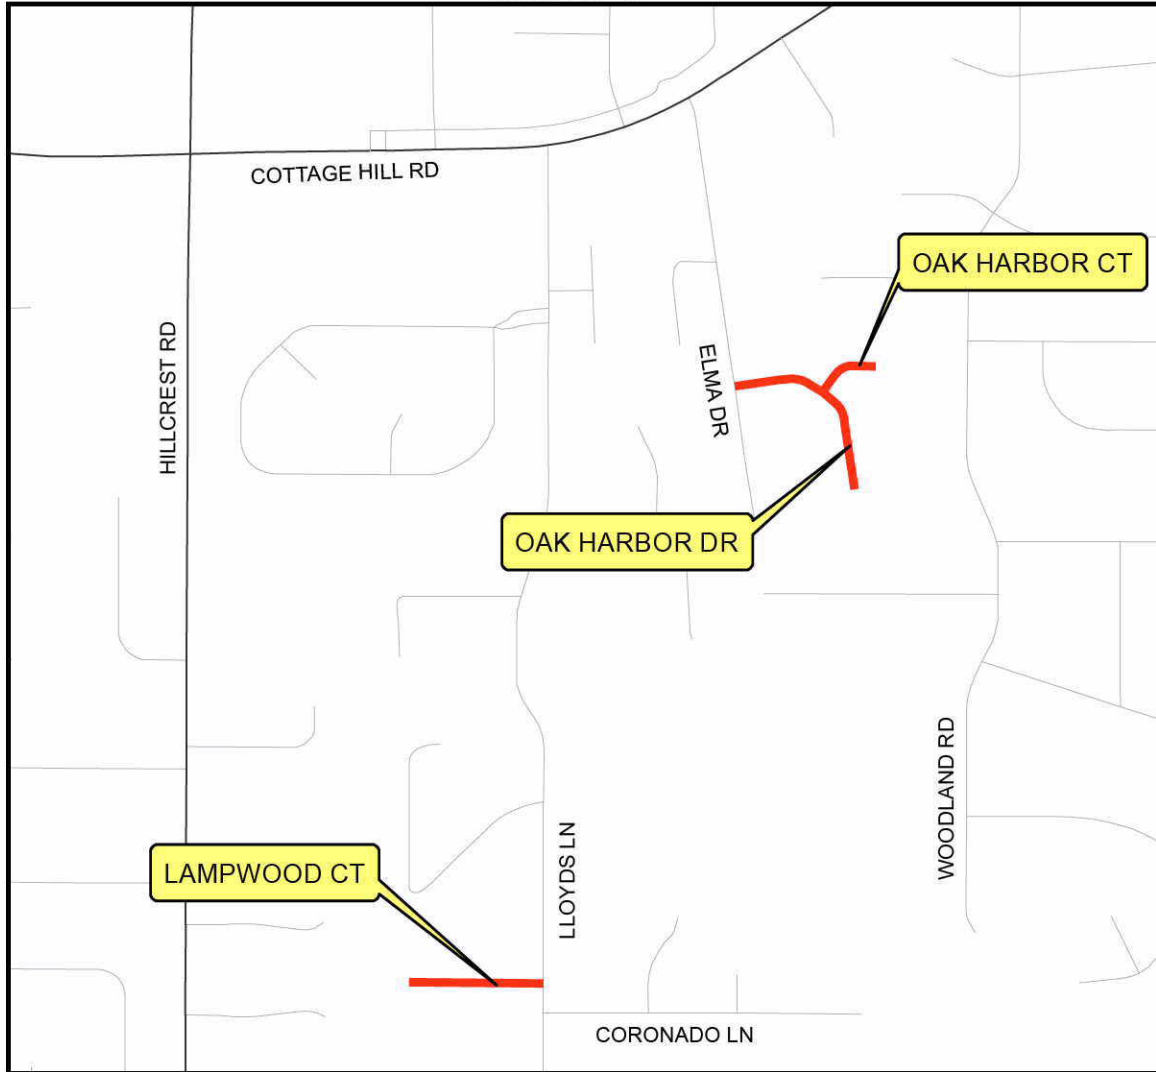 COTTAGE HILL RD
OAK HARBOR CT
HILLCREST RD
ELMA DR
OAK HARBOR DR
WOODLAND RD
LAMPWOOD CT
LLOYDS LN
CORONADO LN